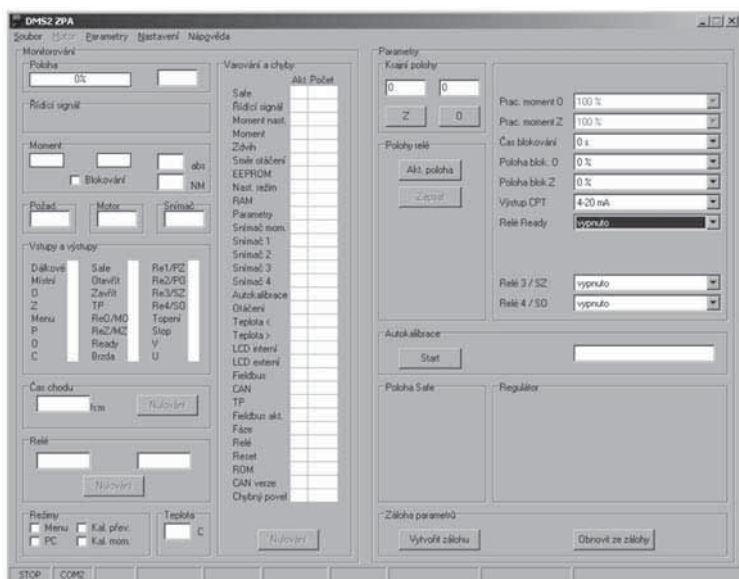 DMS2 ZPA
Soubor Motor Parametry Nastavení Nápověda
Monitorování
Poloha
0%
Řídící signál
Moment
abs
Blokování
NM
Požad. Motor Snímač
Vstupy a výstupy
Dálkově Safe Re1/PZ
Místní Otevřít Re2/PO
O Zavřít Re3/SZ
Z TP Re4/SO
Menu ReO/MO Topení
P ReZ/MZ Stop
O Ready V
C Brzda U
Čas chodu
Nulování
Relé
Nulování
Režimy
Menu Kal. přev.
PC Kal. mom.
Teplota
C
Varování a chyby
Akt Počet
Safe
Řídící signál
Moment nast.
Moment
Zdvih
Směr otáčení
EEPROM
Nast. režim
RAM
Parametry
Snímač mom.
Snímač 1
Snímač 2
Snímač 3
Snímač 4
Autokalibrace
Otáčení
Teplota <
Teplota >
LCD interní
LCD externí
Fieldbus
CAN
TP
Fieldbus akt.
Fáze
Relé
Reset
ROM
CAN verze
Chybný povel
Nulování
Parametry
Krajní polohy
0 0
Z O
Polohy relé
Akt. poloha
Zapsat
Prac. moment O 100 %
Prac. moment Z 100 %
Čas blokování 0 s
Poloha blok. O 0 %
Poloha blok Z 0 %
Výstup CPT 4-20 mA
Relé Ready vypnuto
Relé 3 / SZ vypnuto
Relé 4 / SO vypnuto
Autokalibrace
Start
Poloha Safe
Regulátor
Záloha parametrů
Vytvořit zálohu Obnovit ze zálohy
STOP COM2